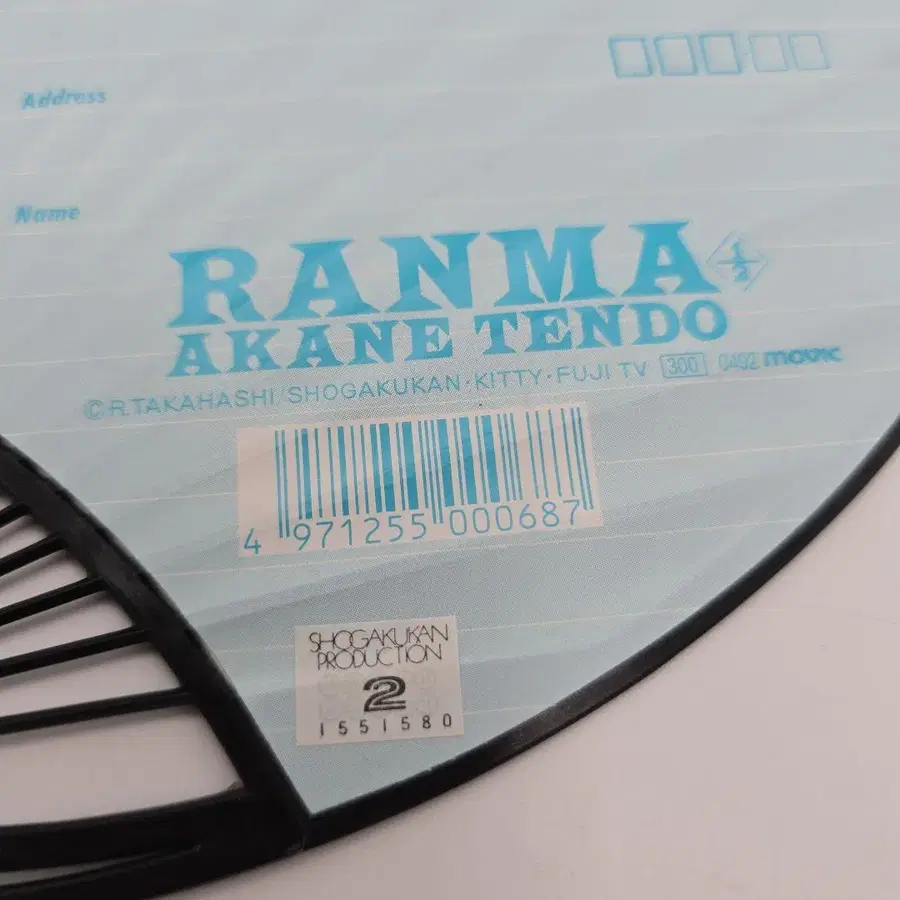 Address
Name
RANMA 1/2
AKANE TENDO
©R.TAKAHASHI/SHOGAKUKAN・KITTY・FUJI TV 300 0492 movic
4 971255 000687
SHOGAKUKAN
PRODUCTION
2
1551580